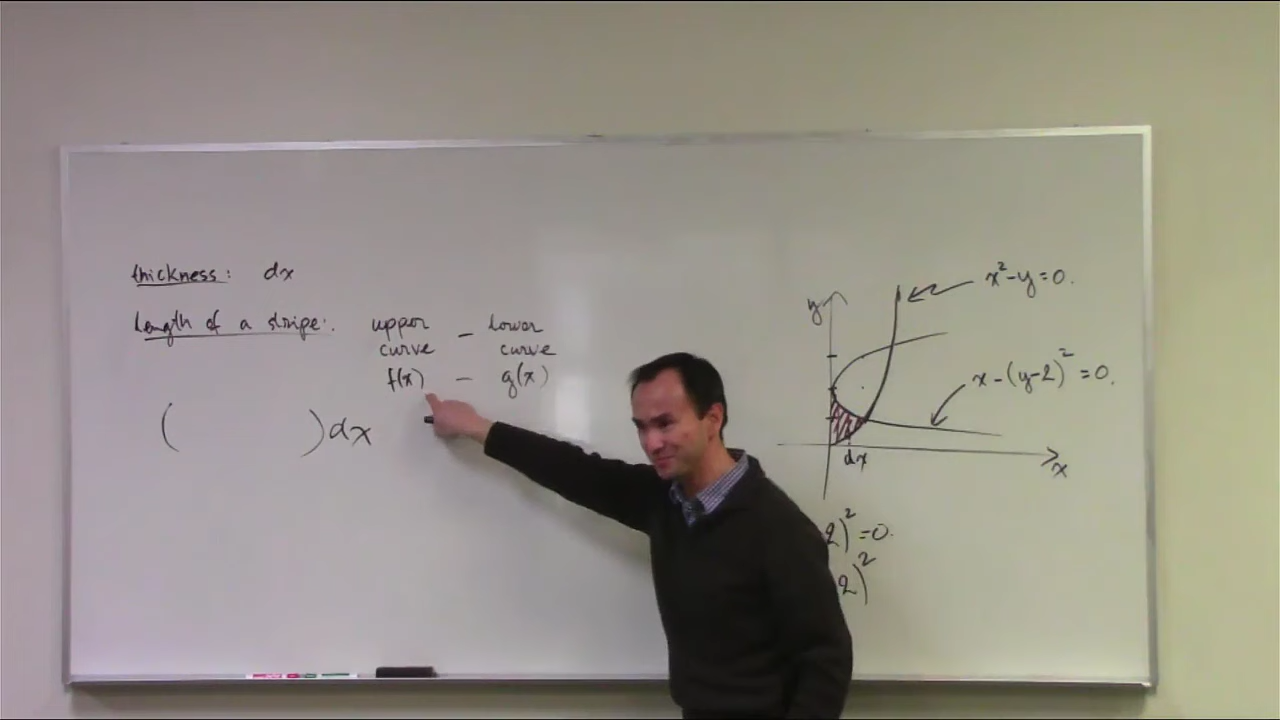 thickness: dx
Length of a stripe: upper curve - lower curve
f(x) - g(x)
( )dx
y
x² - y = 0.
x - (y-2)² = 0.
dx
x
2)² = 0.
2)²